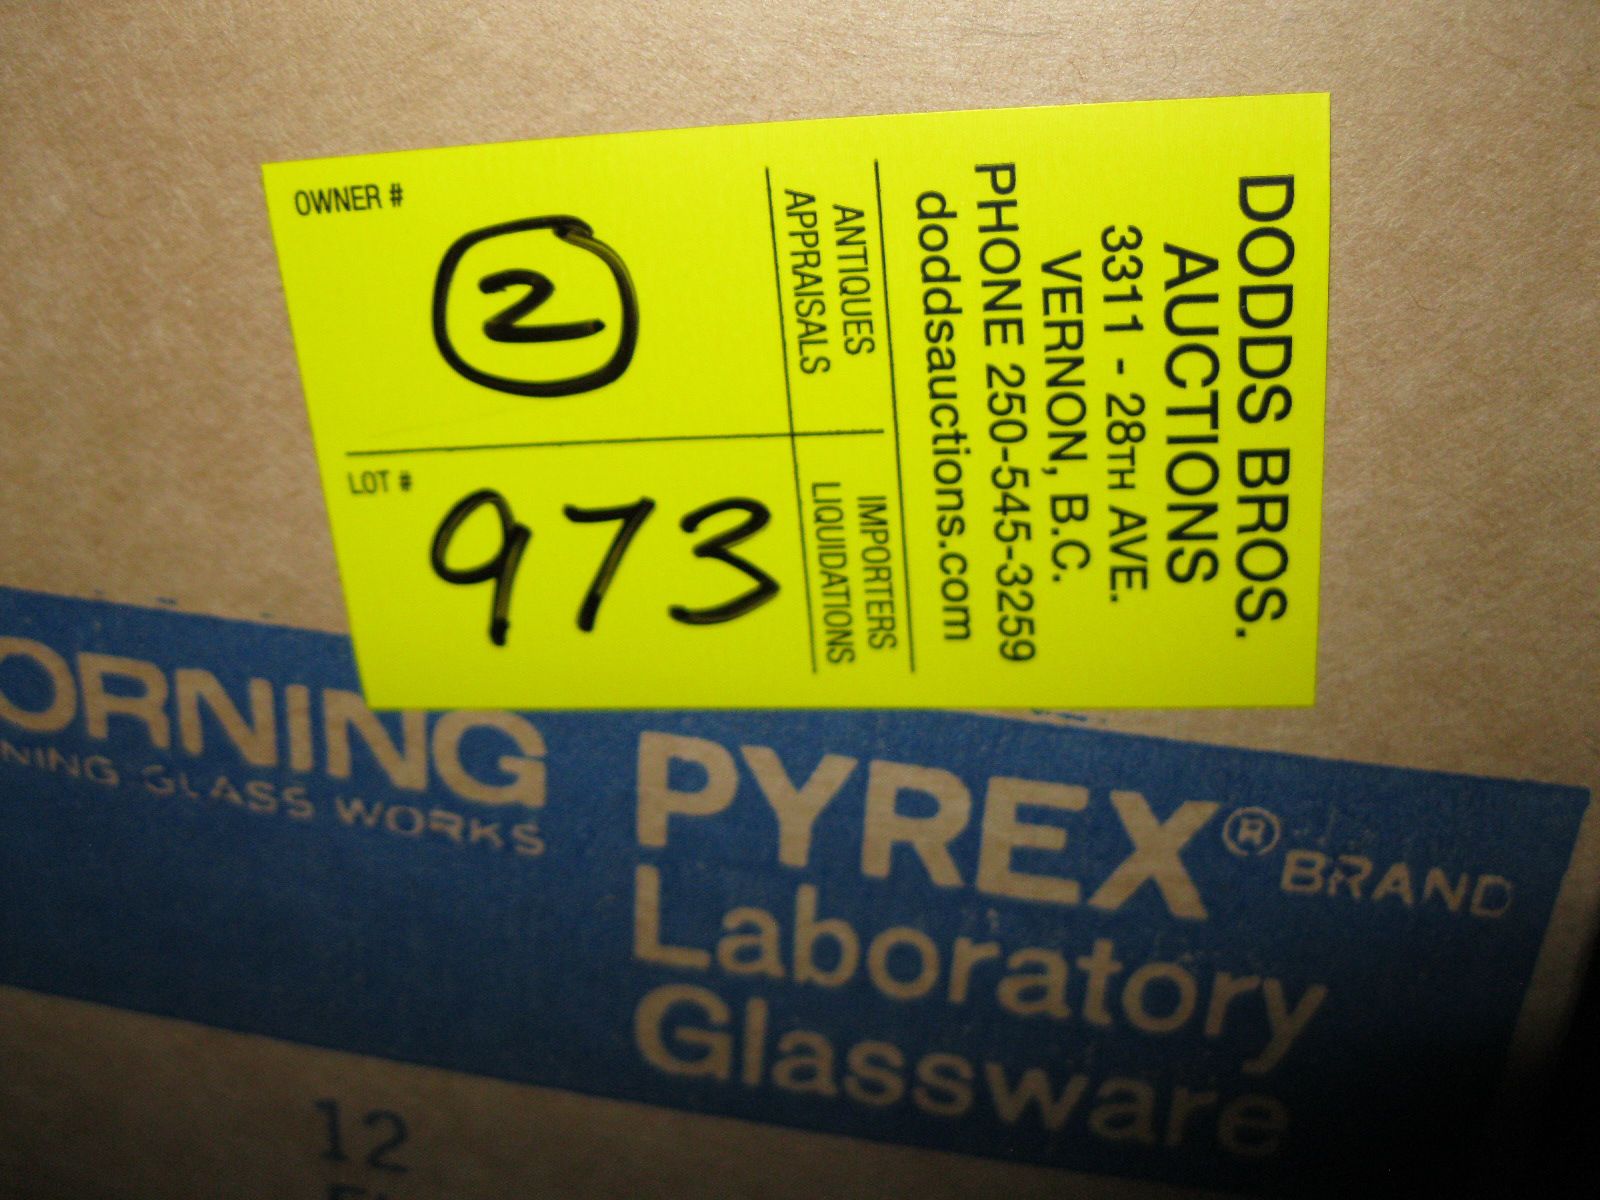 DODDS BROS.
AUCTIONS
3311 - 28TH AVE.
VERNON, B.C.
PHONE 250-545-3259
doddsauctions.com
ANTIQUES
APPRAISALS
IMPORTERS
LIQUIDATIONS
OWNER #
2
LOT #
973
ORNING
NING GLASS WORKS
PYREX® BRAND
Laboratory
Glassware
12